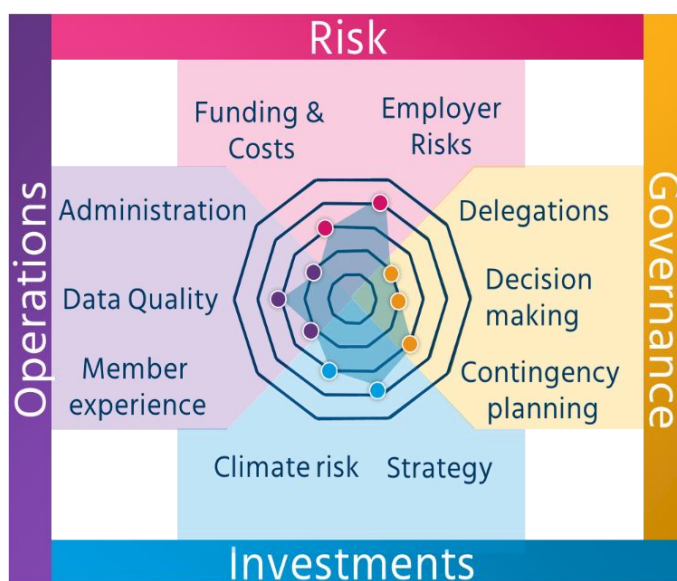 Risk
Funding &
Costs
Employer
Risks
Operations
Administration
Data Quality
Member
experience
Delegations
Decision
making
Contingency
planning
Governance
Climate risk
Strategy
Investments